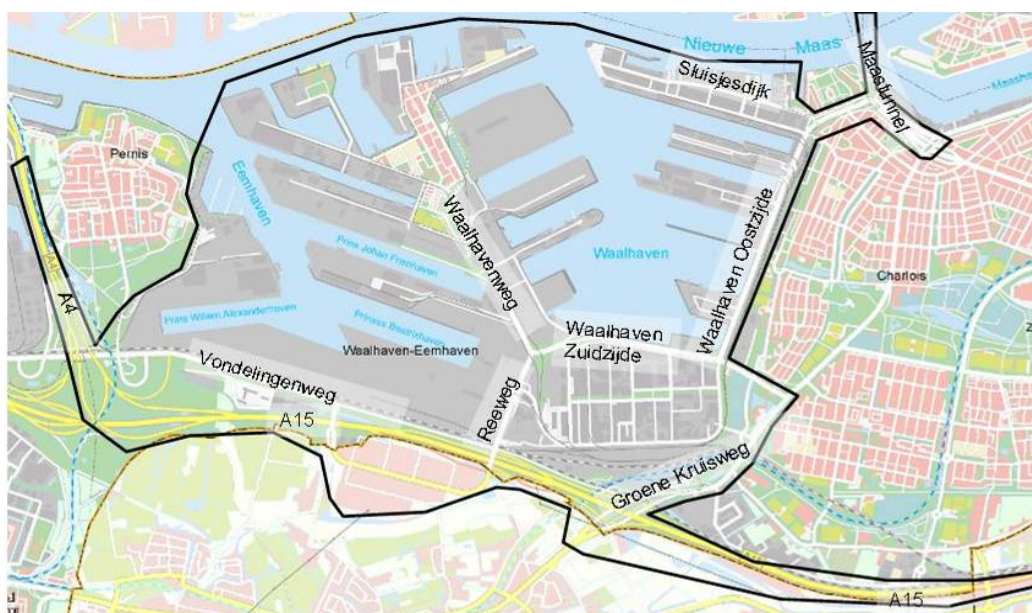 Nieuwe Maas
Maastunnel
Sluisjesdijk
Pernis
Eemhaven
Waalhavenweg
Prins Johan Frisohaven
Waalhaven
Waalhaven Oostzijde
Charlois
A4
Prins Willem Alexanderhaven
Prinses Beatrixhaven
Waalhaven-Eemhaven
Waalhaven
Zuidzijde
Vondelingenweg
Reeweg
A15
Groene Kruisweg
A15